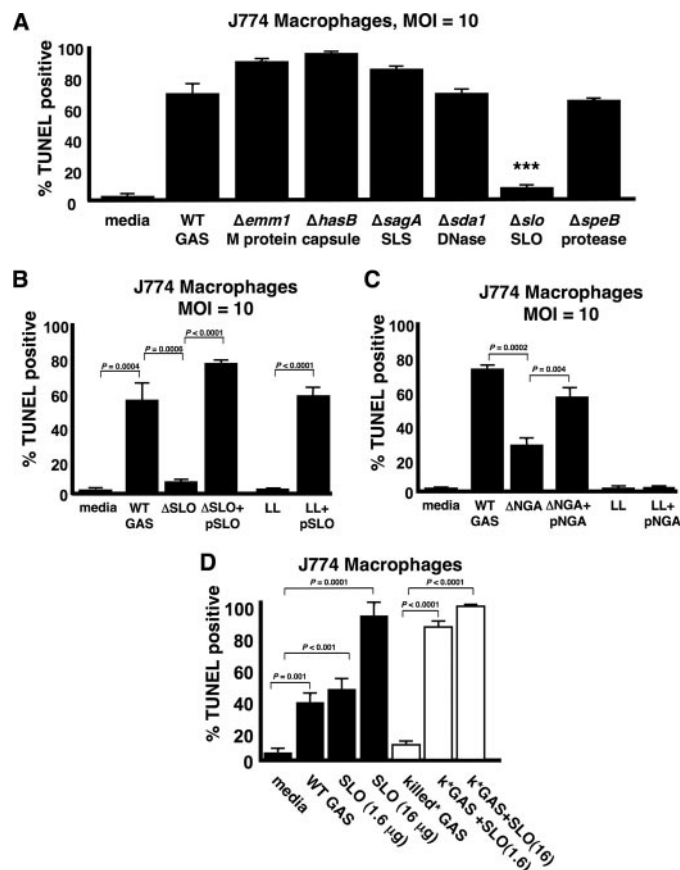 A
J774 Macrophages, MOI = 10
% TUNEL positive
100
80
60
40
20
0
media
WT
GAS
Δemm1
M protein
ΔhasB
capsule
ΔsagA
SLS
Δsda1
DNase
***
Δslo
SLO
ΔspeB
protease
B
J774 Macrophages
MOI = 10
% TUNEL positive
100
80
60
40
20
0
P = 0.0004
P = 0.0006
P < 0.0001
P < 0.0001
media
WT
GAS
ΔSLO
ΔSLO+
pSLO
LL
LL+
pSLO
C
J774 Macrophages
MOI = 10
% TUNEL positive
100
80
60
40
20
0
P = 0.0002
P = 0.004
media
WT
GAS
ΔNGA
ΔNGA+
pNGA
LL
LL+
pNGA
D
J774 Macrophages
% TUNEL positive
100
80
60
40
20
0
P = 0.0001
P < 0.001
P = 0.001
P < 0.0001
P < 0.0001
media
WT GAS
SLO (1.6 µg)
SLO (16 µg)
killed* GAS
k*GAS +SLO(1.6)
k*GAS+SLO(16)